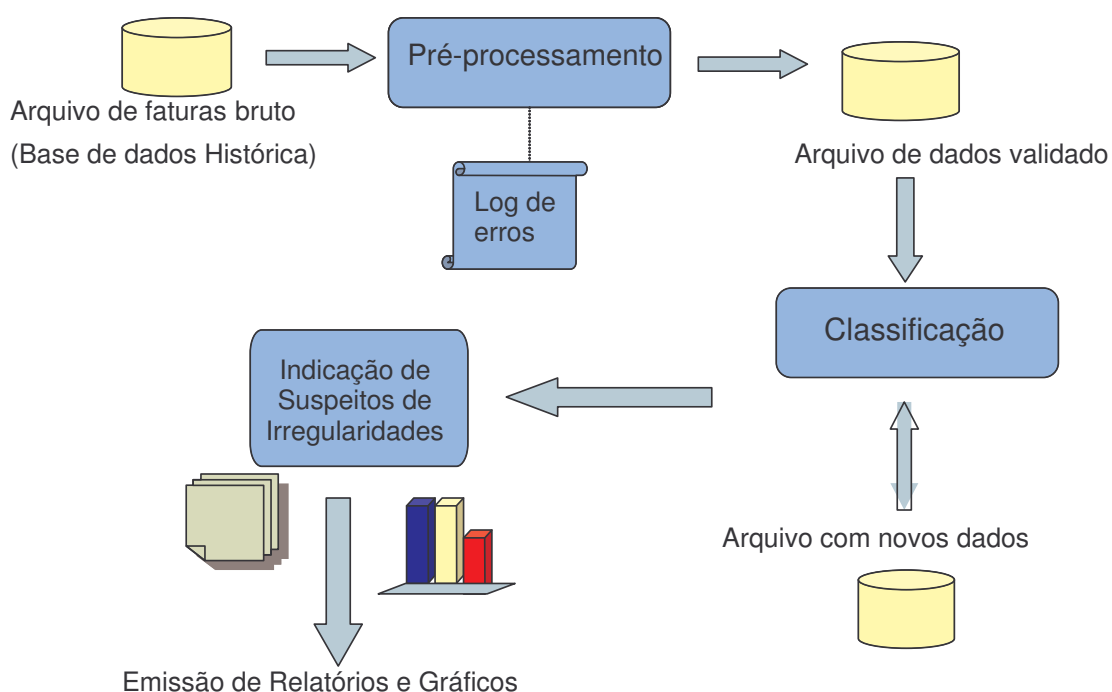 Pré-processamento
Arquivo de faturas bruto
(Base de dados Histórica)
Arquivo de dados validado
Log de
erros
Classificação
Indicação de
Suspeitos de
Irregularidades
Arquivo com novos dados
Emissão de Relatórios e Gráficos